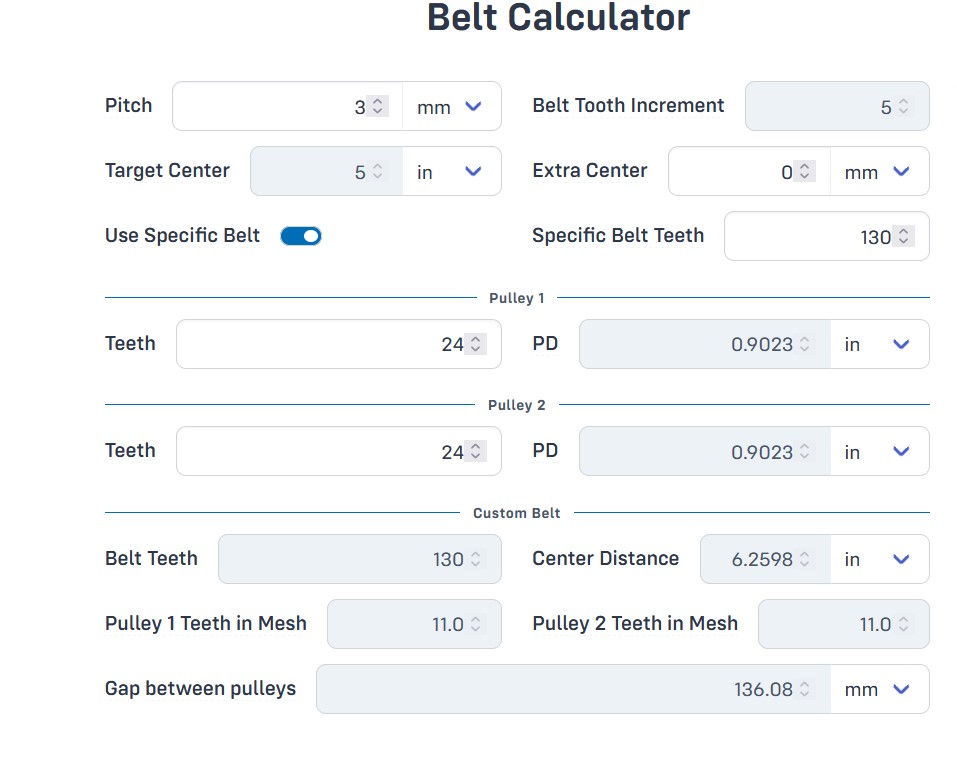 Belt Calculator
Pitch 3 mm Belt Tooth Increment 5
Target Center 5 in Extra Center 0 mm
Use Specific Belt Specific Belt Teeth 130
Pulley 1
Teeth 24 PD 0.9023 in
Pulley 2
Teeth 24 PD 0.9023 in
Custom Belt
Belt Teeth 130 Center Distance 6.2598 in
Pulley 1 Teeth in Mesh 11.0 Pulley 2 Teeth in Mesh 11.0
Gap between pulleys 136.08 mm